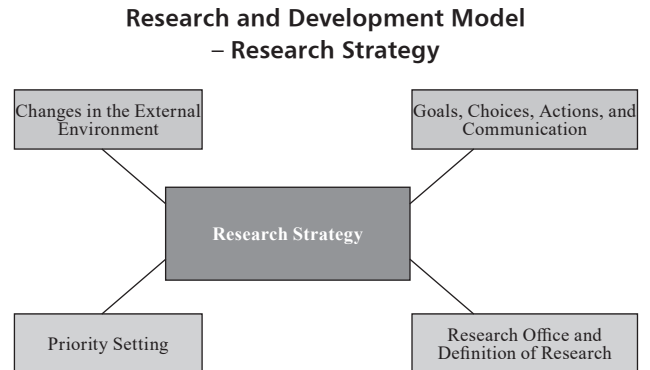 Research and Development Model
– Research Strategy
Changes in the External
Environment
Goals, Choices, Actions, and
Communication
Research Strategy
Priority Setting
Research Office and
Definition of Research